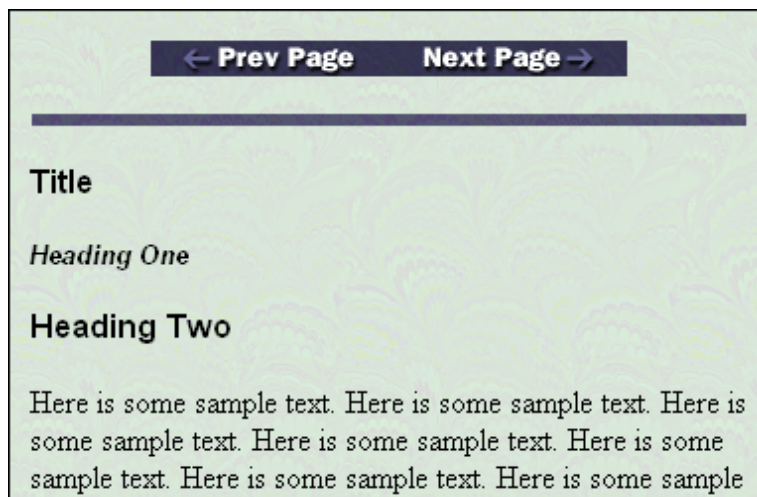 ← Prev Page Next Page →
Title
Heading One
Heading Two
Here is some sample text. Here is some sample text. Here is
some sample text. Here is some sample text. Here is some
sample text. Here is some sample text. Here is some sample